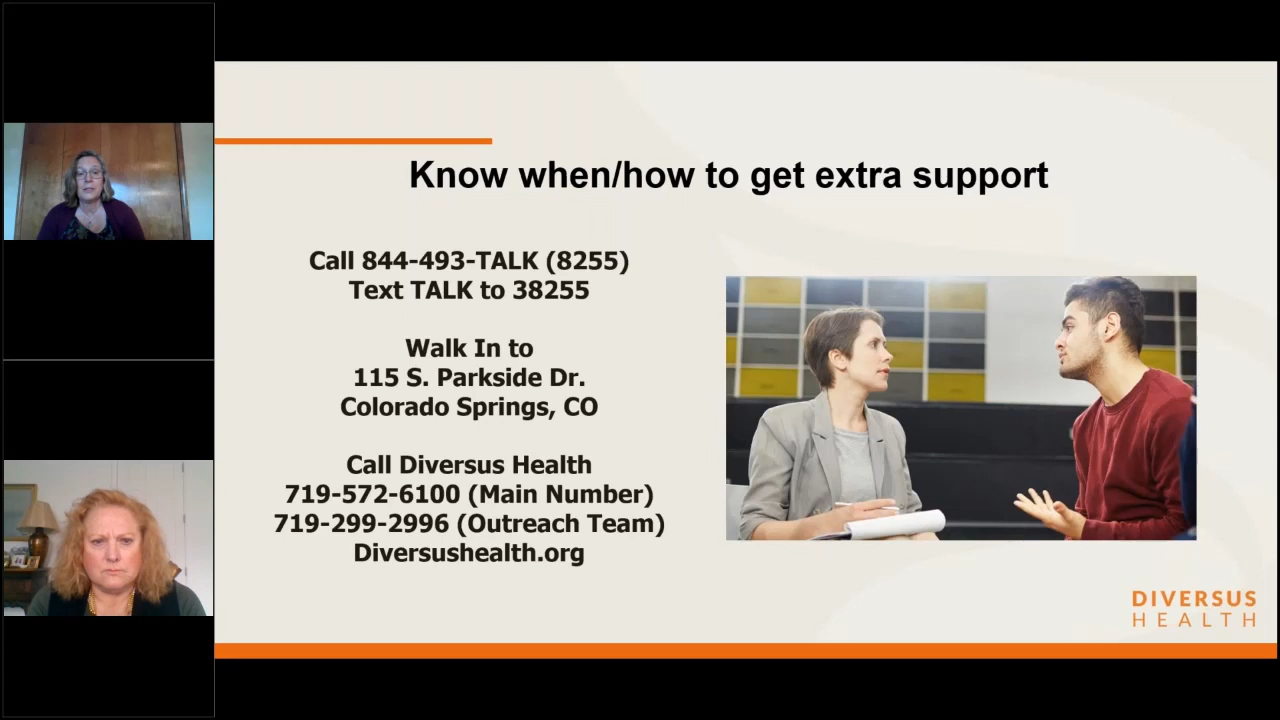 Know when/how to get extra support
Call 844-493-TALK (8255)
Text TALK to 38255
Walk In to
115 S. Parkside Dr.
Colorado Springs, CO
Call Diversus Health
719-572-6100 (Main Number)
719-299-2996 (Outreach Team)
Diversushealth.org
DIVERSUS
HEALTH